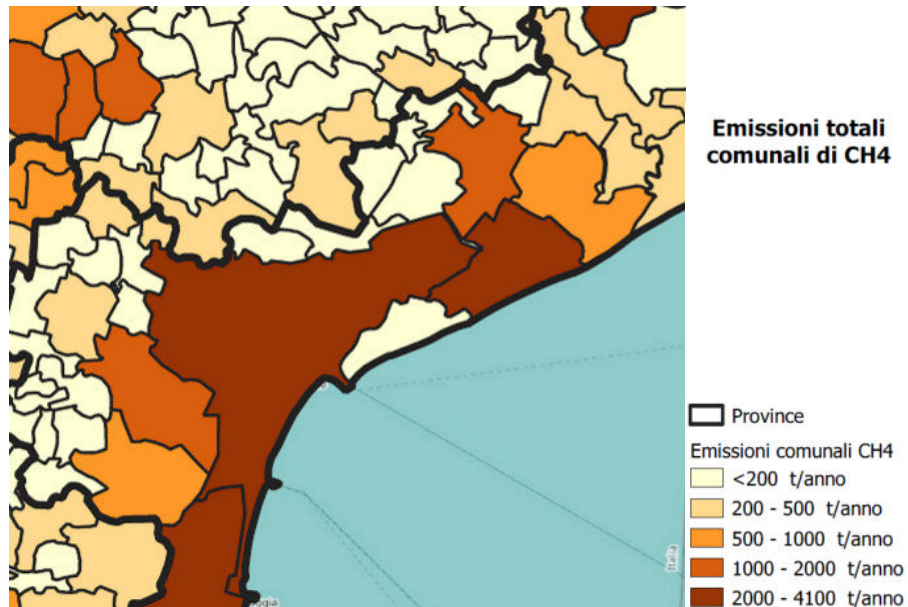 Emissioni totali
comunali di CH4
Province
Emissioni comunali CH4
<200 t/anno
200 - 500 t/anno
500 - 1000 t/anno
1000 - 2000 t/anno
2000 - 4100 t/anno
Italia